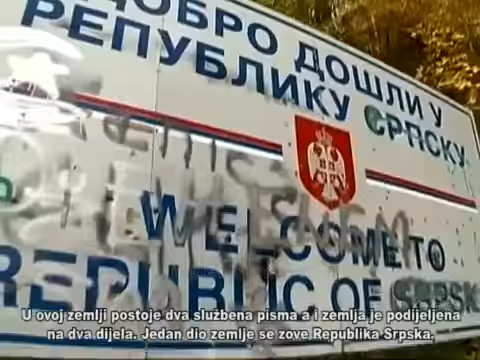 ДОБРО ДОШЛИ У
РЕПУБЛИКУ СРПСКУ
WELCOME TO
REPUBLIC OF SRPSK
U ovoj zemlji postoje dva službena pisma a i zemlja je podijeljena
na dva dijela. Jedan dio zemlje se zove Republika Srpska.